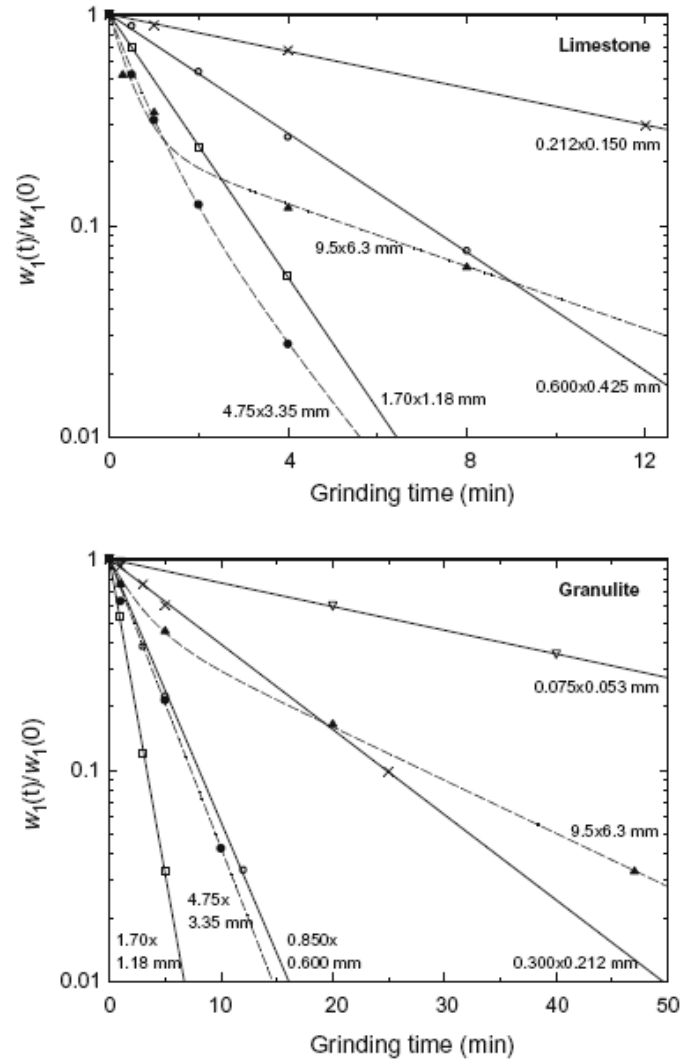 1
Limestone
0.212x0.150 mm
0.1
9.5x6.3 mm
w1(t)/w1(0)
4.75x3.35 mm
1.70x1.18 mm
0.600x0.425 mm
0.01
0 4 8 12
Grinding time (min)
1
Granulite
0.075x0.053 mm
0.1
w1(t)/w1(0)
9.5x6.3 mm
4.75x
3.35 mm
1.70x
1.18 mm
0.850x
0.600 mm
0.300x0.212 mm
0.01
0 10 20 30 40 50
Grinding time (min)